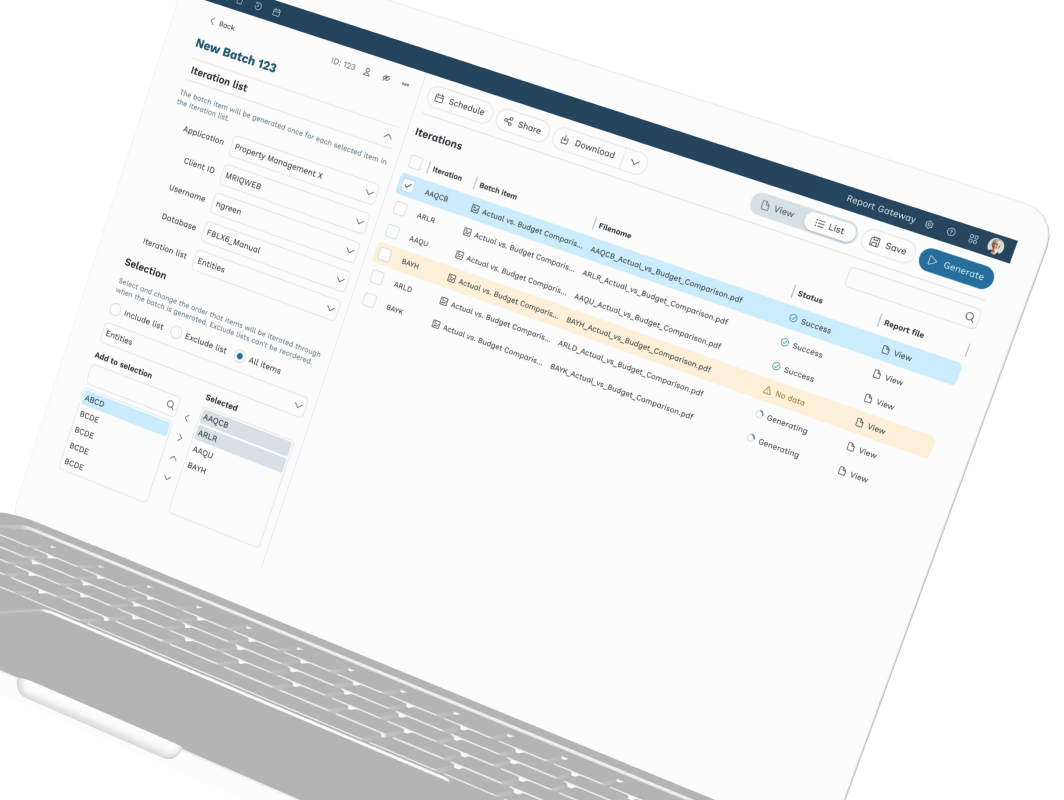 Report Gateway
Back
New Batch 123
ID: 123
Iteration list
The batch item will be generated once for each selected item in
the iteration list.
Application
Property Management X
Client ID
MRIQWEB
Username
ngreen
Database
FBLX6_Manual
Iteration list
Entities
Selection
Select and change the order that items will be iterated through
when the batch is generated. Exclude lists can't be reordered.
Include list
Exclude list
All items
Entities
Add to selection
ABCD
BCDE
BCDE
BCDE
BCDE
Selected
AAQCB
ARLR
AAQU
BAYH
Schedule
Share
Download
View
List
Save
Generate
Iterations
Iteration
Batch item
Filename
Status
Report file
AAQCB Actual vs. Budget Comparis... AAQCB_Actual_vs_Budget_Comparison.pdf Success View
ARLR Actual vs. Budget Comparis... ARLR_Actual_vs_Budget_Comparison.pdf Success View
AAQU Actual vs. Budget Comparis... AAQU_Actual_vs_Budget_Comparison.pdf Success View
BAYH Actual vs. Budget Comparis... BAYH_Actual_vs_Budget_Comparison.pdf No data View
ARLD Actual vs. Budget Comparis... ARLD_Actual_vs_Budget_Comparison.pdf Generating View
BAYK Actual vs. Budget Comparis... BAYK_Actual_vs_Budget_Comparison.pdf Generating View